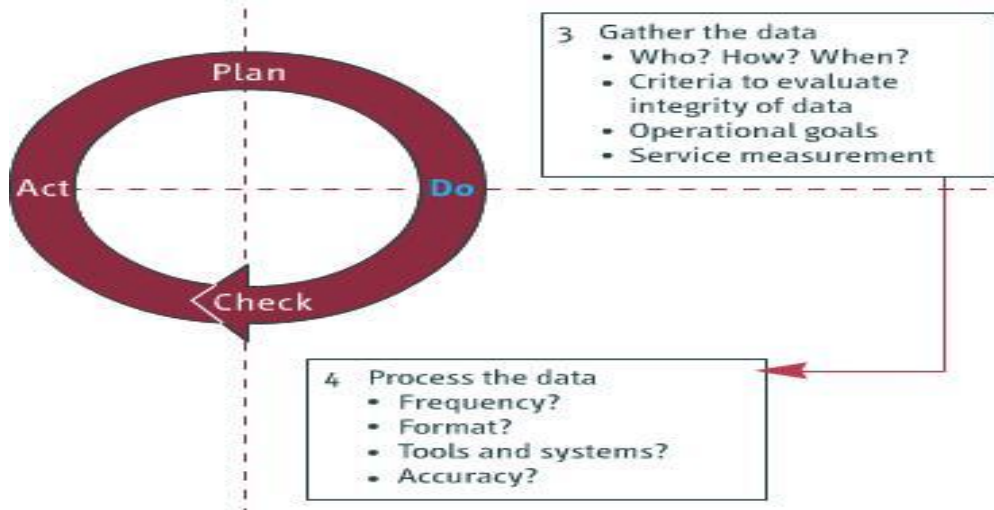 Plan
Act
Do
Check
3 Gather the data
• Who? How? When?
• Criteria to evaluate
integrity of data
• Operational goals
• Service measurement
4 Process the data
• Frequency?
• Format?
• Tools and systems?
• Accuracy?